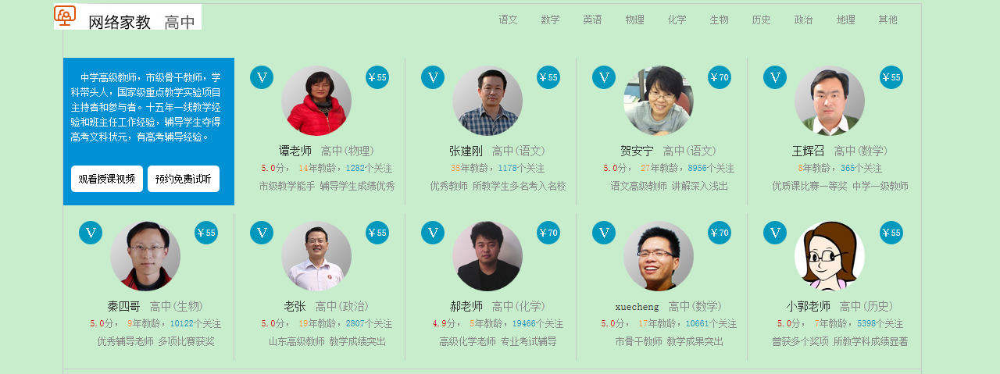 网络家教 高中
语文 数学 英语 物理 化学 生物 历史 政治 地理 其他
中学高级教师，市级骨干教师，学
科带头人，国家级重点教学实验项目
主持者和参与者。十五年一线教学经
验和班主任工作经验，辅导学生夺得
高考文科状元，有高考辅导经验。
观看授课视频 预约免费试听
V ￥55
谭老师 高中(物理)
5.0分， 14年教龄，1282个关注
市级教学能手 辅导学生成绩优秀
V ￥55
张建刚 高中(语文)
35年教龄，1178个关注
优秀教师 所教学生多名考入名校
V ￥70
贺安宁 高中(语文)
5.0分， 27年教龄，8956个关注
语文高级教师 讲解深入浅出
V ￥55
王辉召 高中(数学)
8年教龄，365个关注
优质课比赛一等奖 中学一级教师
V ￥55
秦四哥 高中(生物)
5.0分， 9年教龄，10122个关注
优秀辅导老师 多项比赛获奖
V ￥55
老张 高中(政治)
5.0分， 19年教龄，2807个关注
山东高级教师 教学成绩突出
V ￥70
郝老师 高中(化学)
4.9分， 5年教龄，19466个关注
高级化学老师 专业考试辅导
V ￥70
xuecheng 高中(数学)
5.0分， 17年教龄，10661个关注
市骨干教师 教学成果突出
V ￥55
小郭老师 高中(历史)
5.0分， 7年教龄，5398个关注
曾获多个奖项 所教学科成绩显著